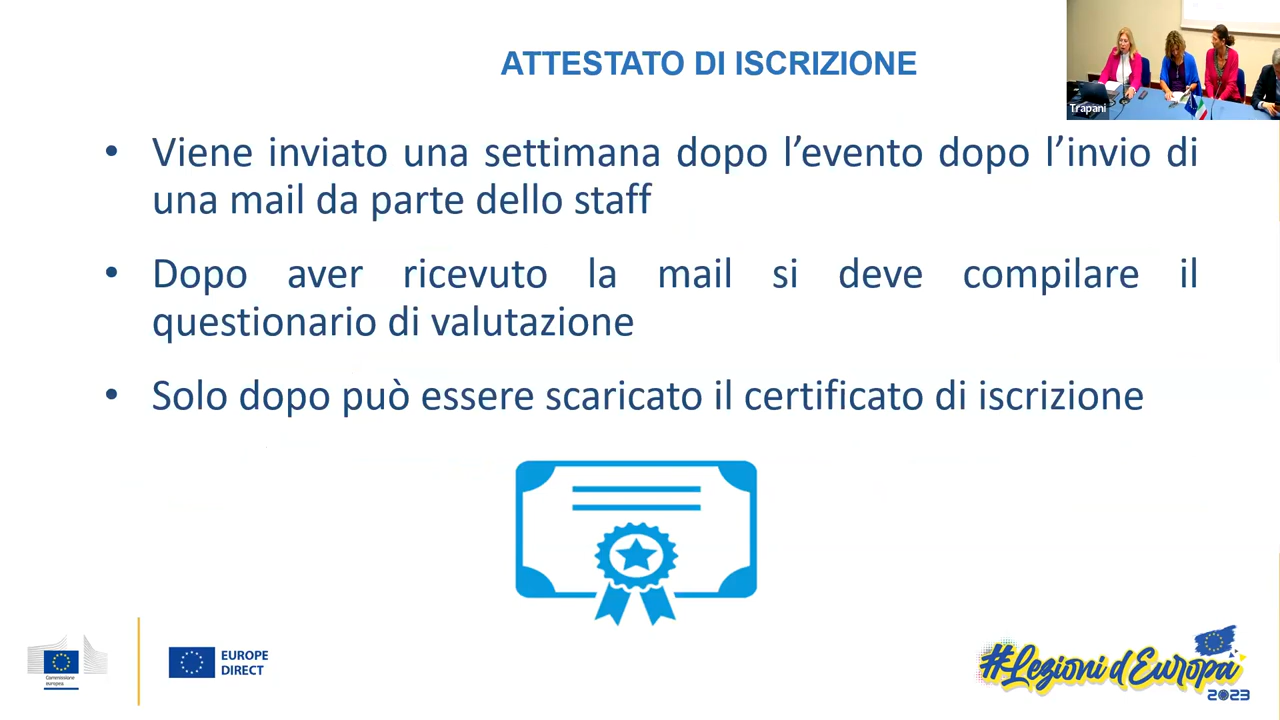 ATTESTATO DI ISCRIZIONE
Trapani
• Viene inviato una settimana dopo l’evento dopo l’invio di
una mail da parte dello staff
• Dopo aver ricevuto la mail si deve compilare il
questionario di valutazione
• Solo dopo può essere scaricato il certificato di iscrizione
Commissione
europea
EUROPE
DIRECT
#Lezioni d'Europa
2023